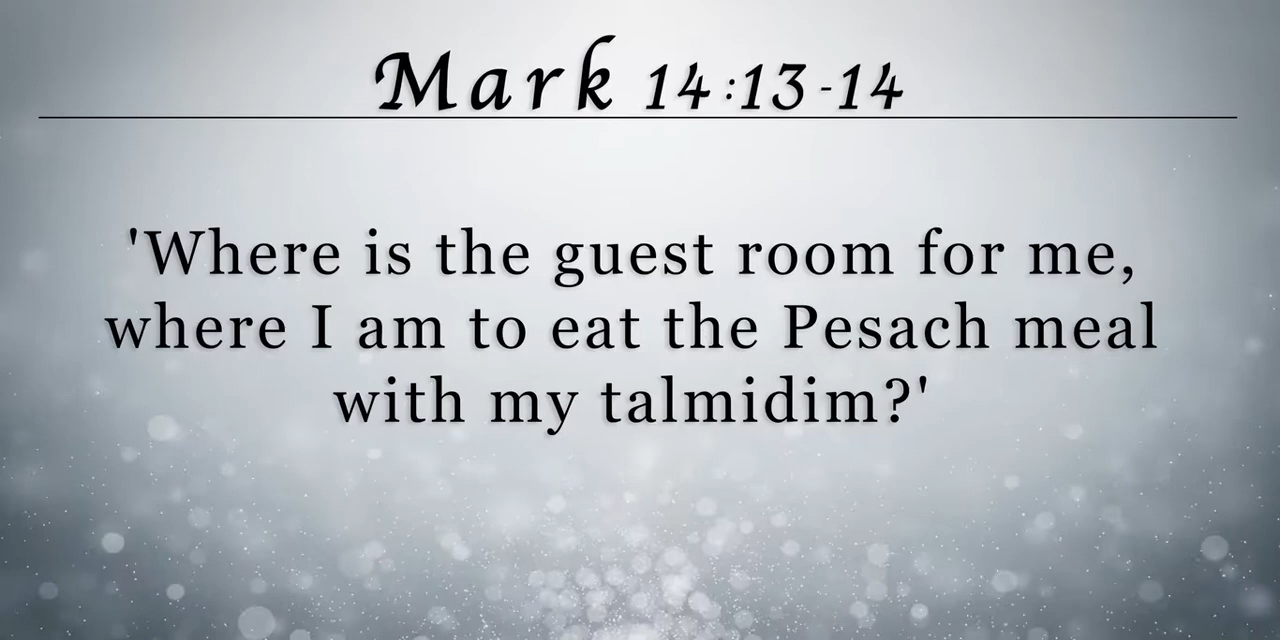 Mark 14:13-14
'Where is the guest room for me,
where I am to eat the Pesach meal
with my talmidim?'